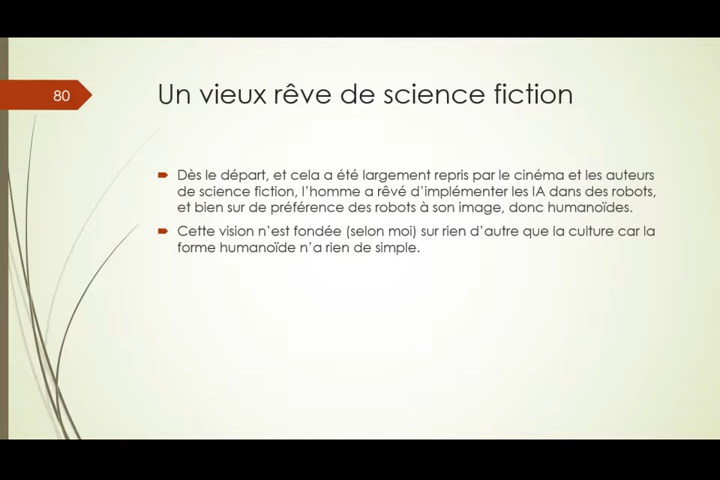 80
Un vieux rêve de science fiction
Dès le départ, et cela a été largement repris par le cinéma et les auteurs
de science fiction, l'homme a rêvé d'implémenter les IA dans des robots,
et bien sur de préférence des robots à son image, donc humanoïdes.
Cette vision n'est fondée (selon moi) sur rien d'autre que la culture car la
forme humanoïde n'a rien de simple.